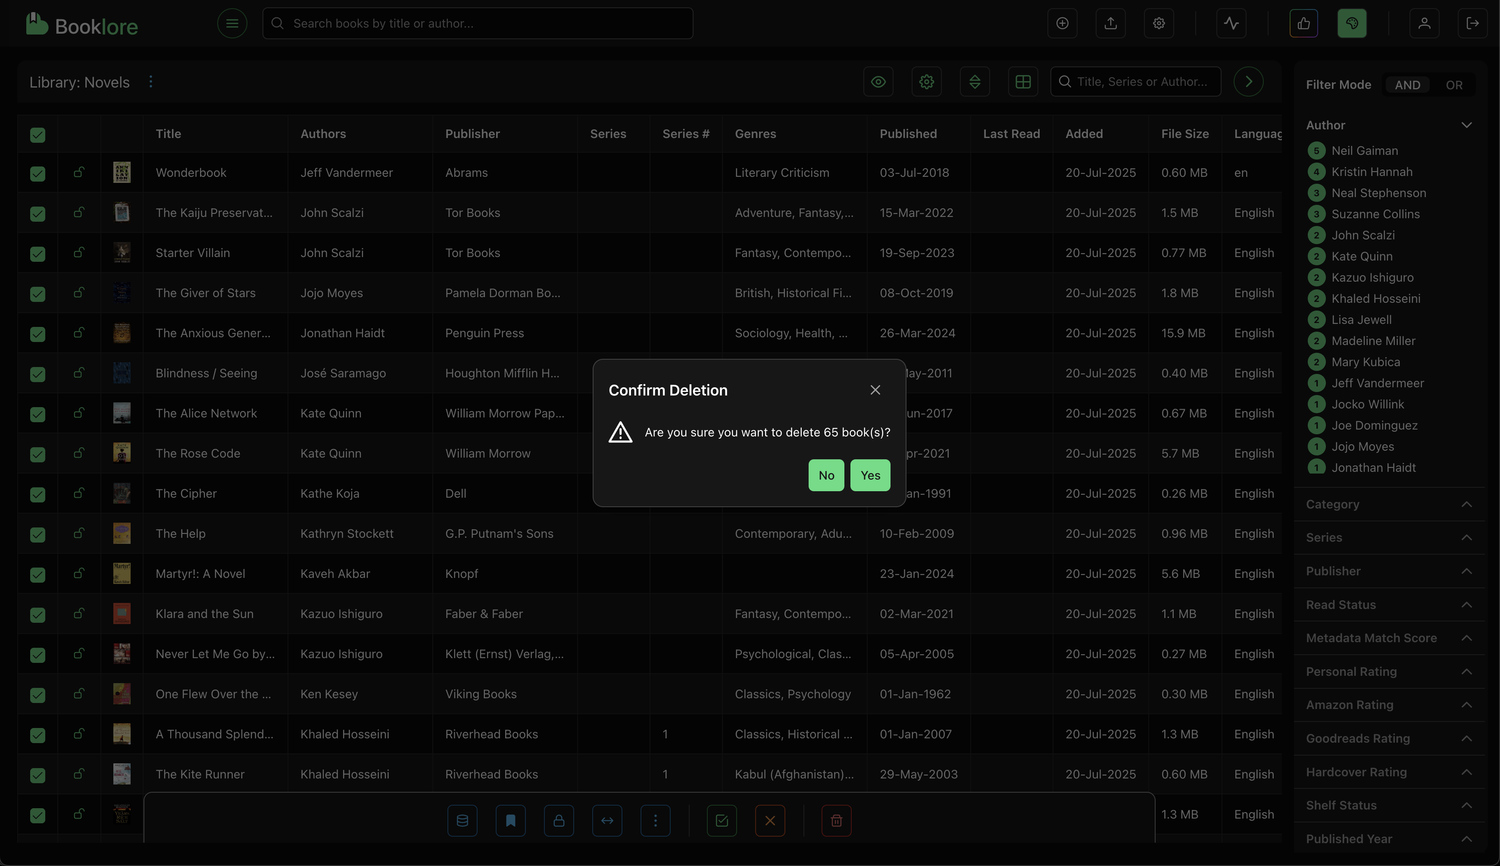 Booklore
Search books by title or author...
Library: Novels
Title, Series or Author...
Filter Mode AND OR
Title Authors Publisher Series Series # Genres Published Last Read Added File Size Languag
Wonderbook Jeff Vandermeer Abrams Literary Criticism 03-Jul-2018 20-Jul-2025 0.60 MB en
The Kaiju Preservat... John Scalzi Tor Books Adventure, Fantasy,... 15-Mar-2022 20-Jul-2025 1.5 MB English
Starter Villain John Scalzi Tor Books Fantasy, Contempo... 19-Sep-2023 20-Jul-2025 0.77 MB English
The Giver of Stars Jojo Moyes Pamela Dorman Bo... British, Historical Fi... 08-Oct-2019 20-Jul-2025 1.8 MB English
The Anxious Gener... Jonathan Haidt Penguin Press Sociology, Health, ... 26-Mar-2024 20-Jul-2025 15.9 MB English
Blindness / Seeing José Saramago Houghton Mifflin H... ay-2011 20-Jul-2025 0.40 MB English
The Alice Network Kate Quinn William Morrow Pap... un-2017 20-Jul-2025 0.67 MB English
The Rose Code Kate Quinn William Morrow pr-2021 20-Jul-2025 5.7 MB English
The Cipher Kathe Koja Dell an-1991 20-Jul-2025 0.26 MB English
The Help Kathryn Stockett G.P. Putnam's Sons Contemporary, Adu... 10-Feb-2009 20-Jul-2025 0.96 MB English
Martyr!: A Novel Kaveh Akbar Knopf 23-Jan-2024 20-Jul-2025 5.6 MB English
Klara and the Sun Kazuo Ishiguro Faber & Faber Fantasy, Contempo... 02-Mar-2021 20-Jul-2025 1.1 MB English
Never Let Me Go by... Kazuo Ishiguro Klett (Ernst) Verlag,... Psychological, Clas... 05-Apr-2005 20-Jul-2025 0.27 MB English
One Flew Over the ... Ken Kesey Viking Books Classics, Psychology 01-Jan-1962 20-Jul-2025 0.30 MB English
A Thousand Splend... Khaled Hosseini Riverhead Books 1 Classics, Historical ... 01-Jan-2007 20-Jul-2025 1.3 MB English
The Kite Runner Khaled Hosseini Riverhead Books 1 Kabul (Afghanistan)... 29-May-2003 20-Jul-2025 0.60 MB English
1.3 MB English
Confirm Deletion
Are you sure you want to delete 65 book(s)?
No Yes
Author
5 Neil Gaiman
4 Kristin Hannah
3 Neal Stephenson
3 Suzanne Collins
2 John Scalzi
2 Kate Quinn
2 Kazuo Ishiguro
2 Khaled Hosseini
2 Lisa Jewell
2 Madeline Miller
2 Mary Kubica
1 Jeff Vandermeer
1 Jocko Willink
1 Joe Dominguez
1 Jojo Moyes
1 Jonathan Haidt
Category
Series
Publisher
Read Status
Metadata Match Score
Personal Rating
Amazon Rating
Goodreads Rating
Hardcover Rating
Shelf Status
Published Year